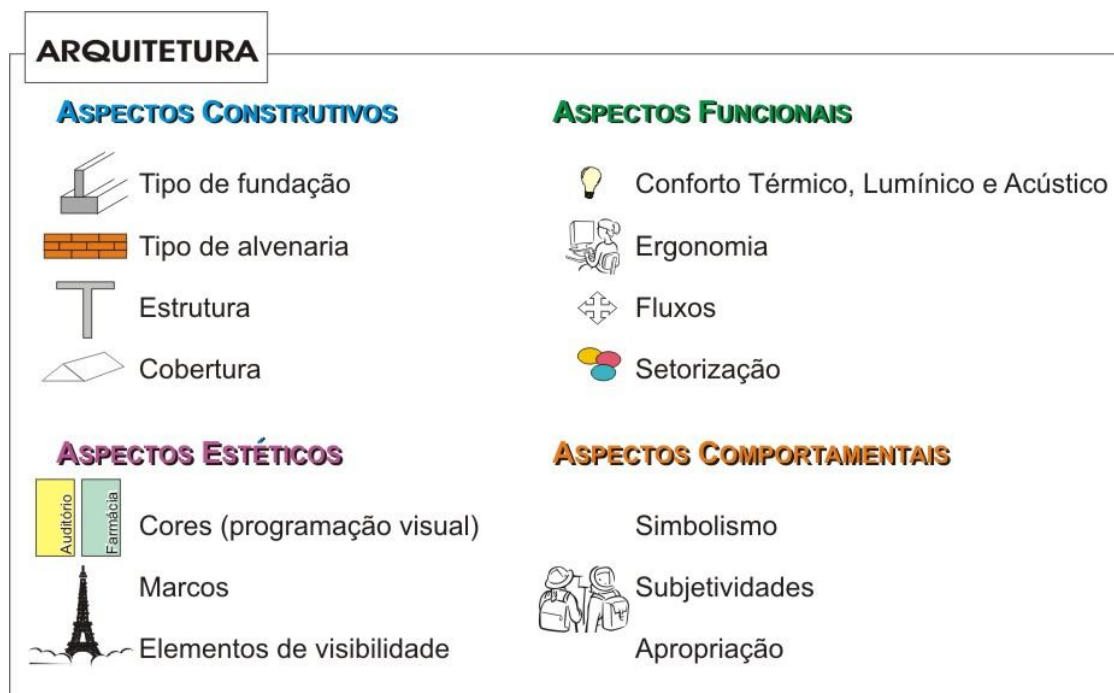 ARQUITETURA
ASPECTOS CONSTRUTIVOS
Tipo de fundação
Tipo de alvenaria
Estrutura
Cobertura
ASPECTOS FUNCIONAIS
Conforto Térmico, Lumínico e Acústico
Ergonomia
Fluxos
Setorização
ASPECTOS ESTÉTICOS
Auditório
Farmácia
Cores (programação visual)
Marcos
Elementos de visibilidade
ASPECTOS COMPORTAMENTAIS
Simbolismo
Subjetividades
Apropriação